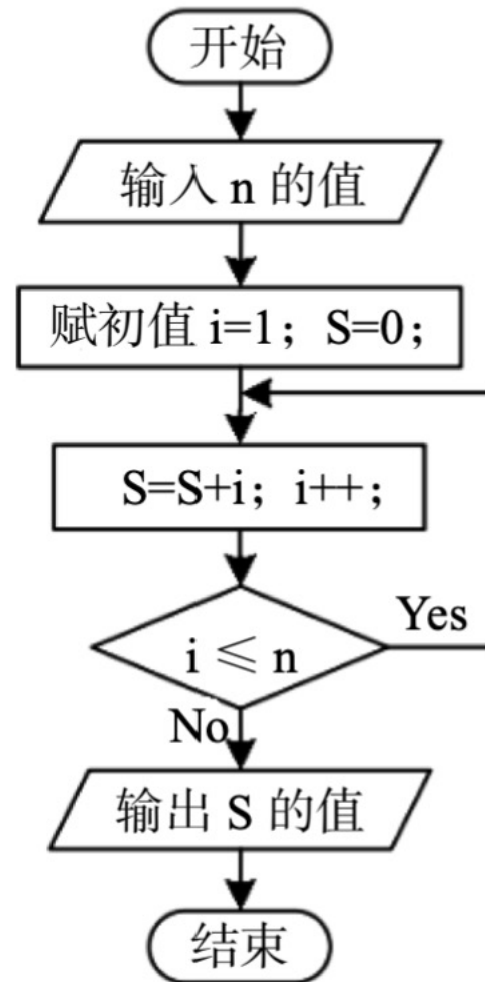 开始
输入 n 的值
赋初值 i=1；S=0；
S=S+i；i++；
i ≤ n
Yes
No
输出 S 的值
结束